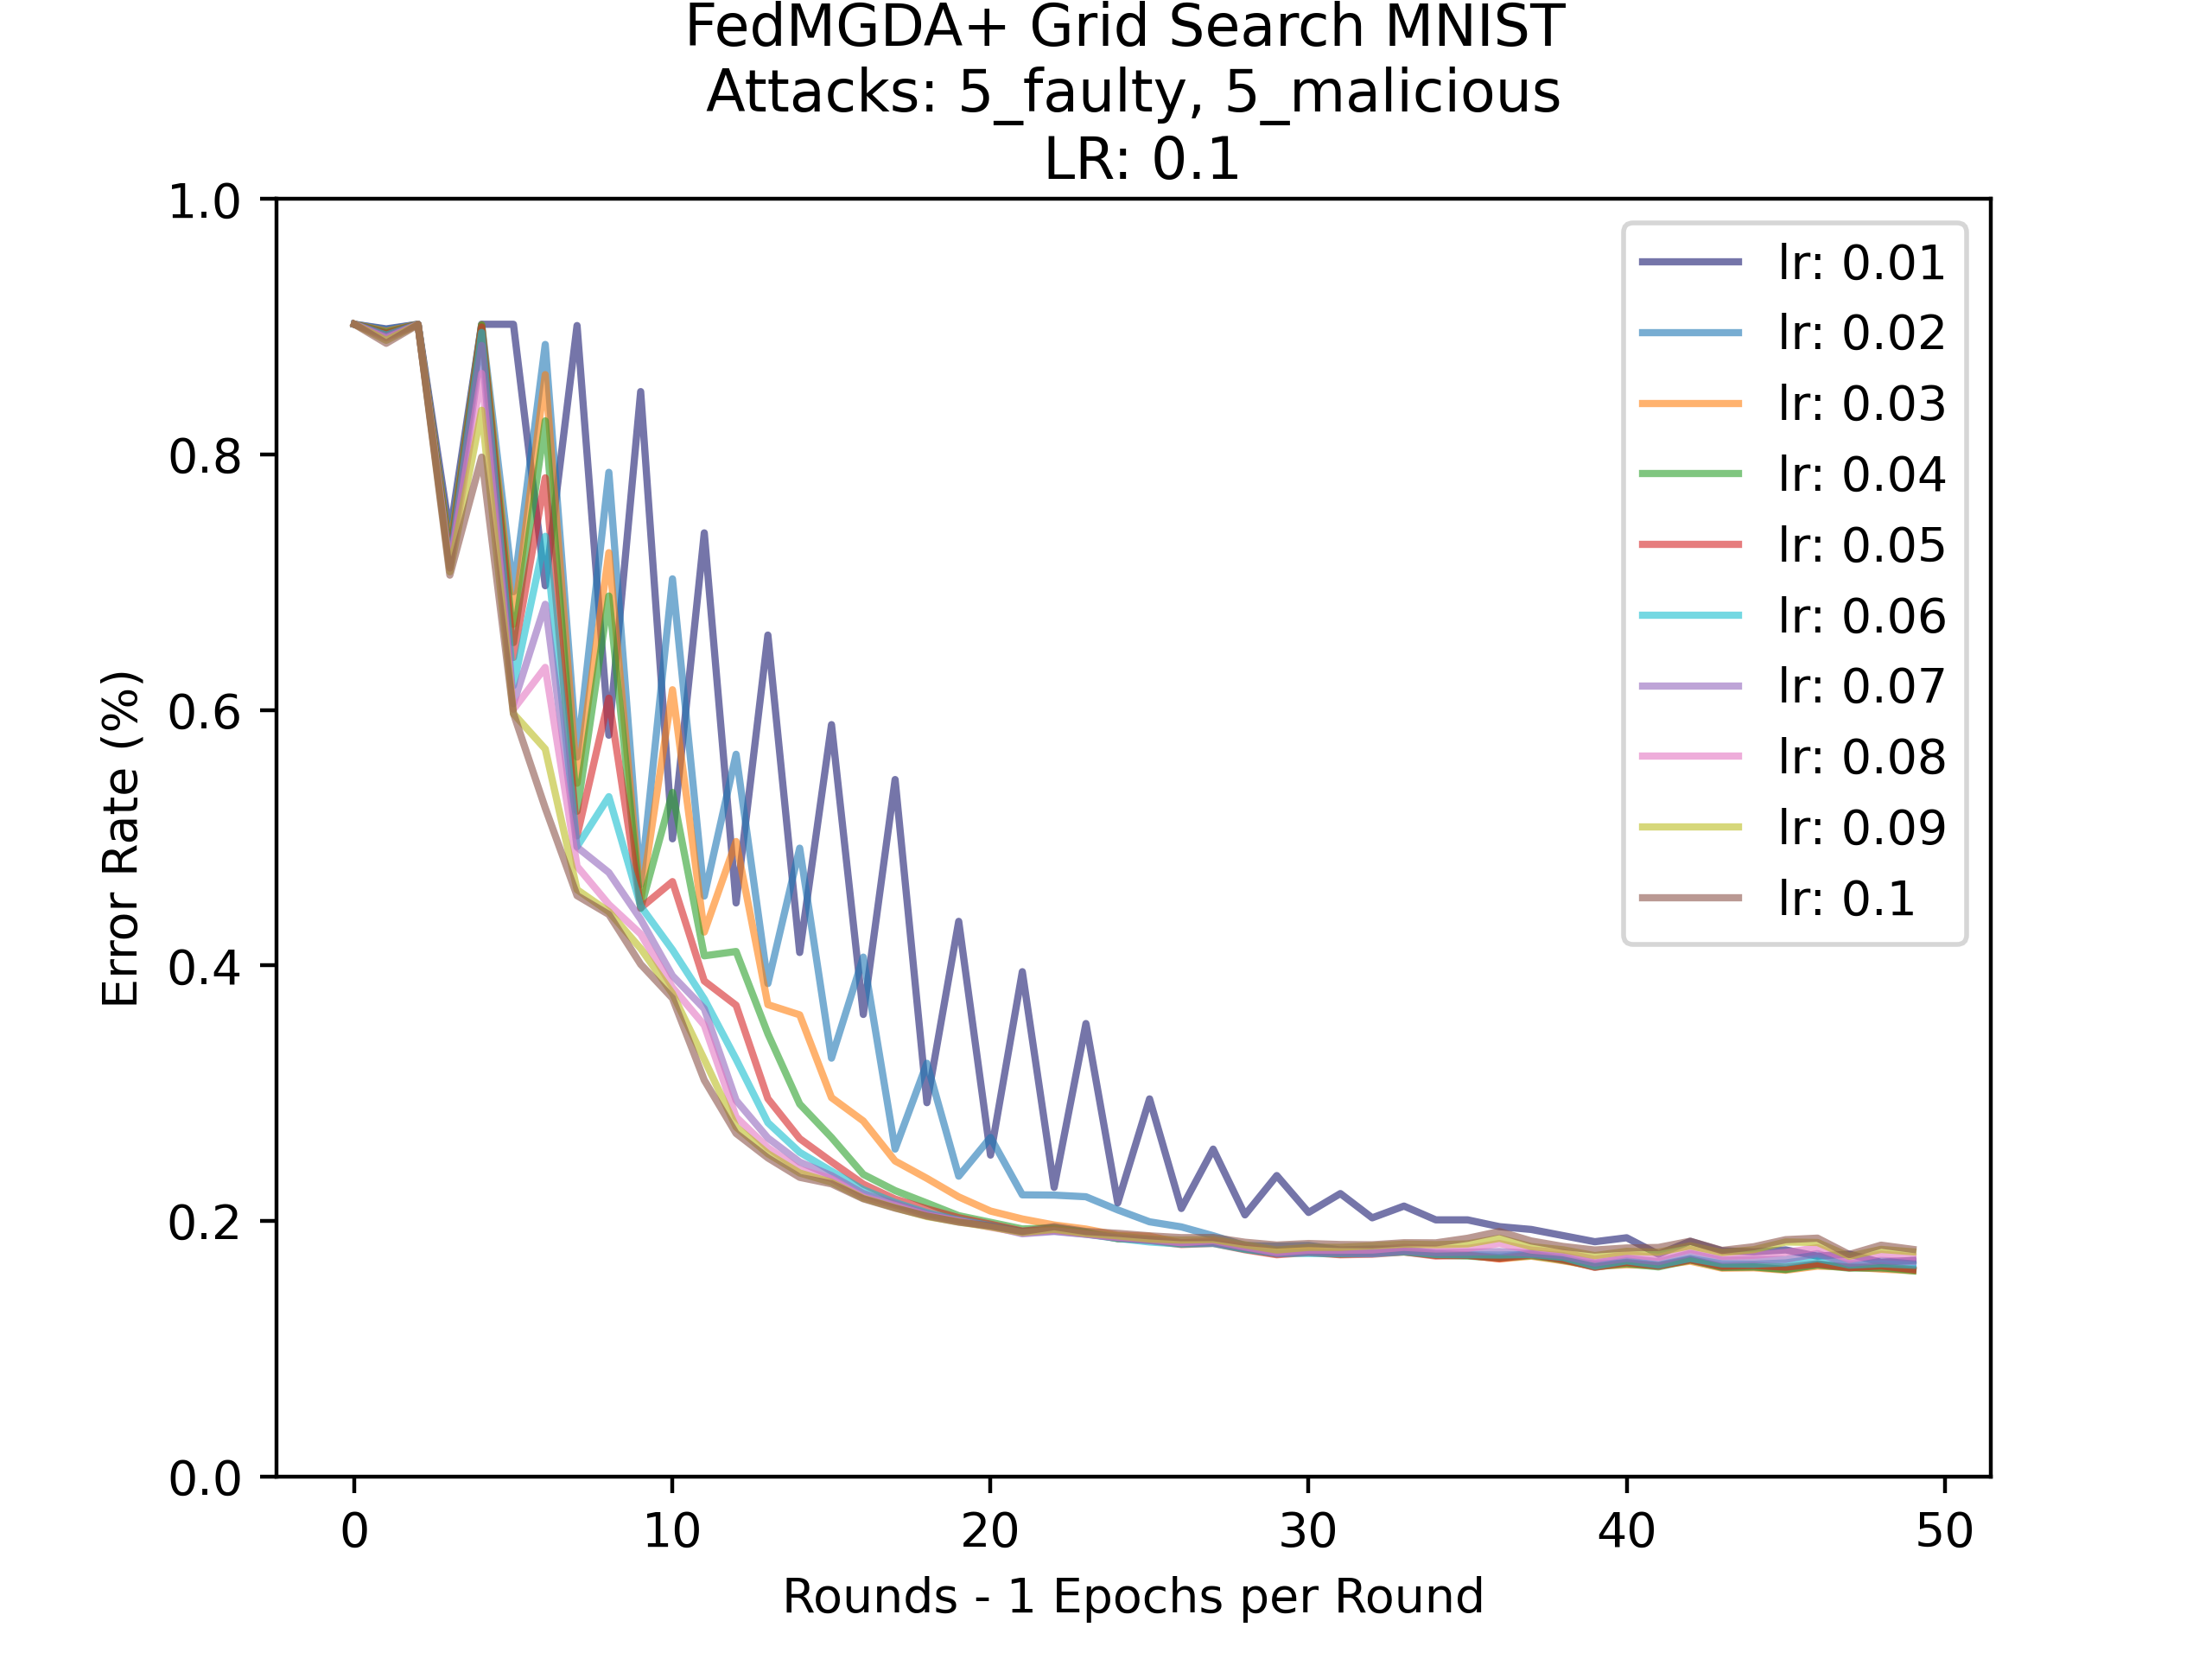 FedMGDA+ Grid Search MNIST
Attacks: 5_faulty, 5_malicious
LR: 0.1
1.0
0.8
0.6
0.4
0.2
0.0
Error Rate (%)
lr: 0.01
lr: 0.02
lr: 0.03
lr: 0.04
lr: 0.05
lr: 0.06
lr: 0.07
lr: 0.08
lr: 0.09
lr: 0.1
0 10 20 30 40 50
Rounds - 1 Epochs per Round